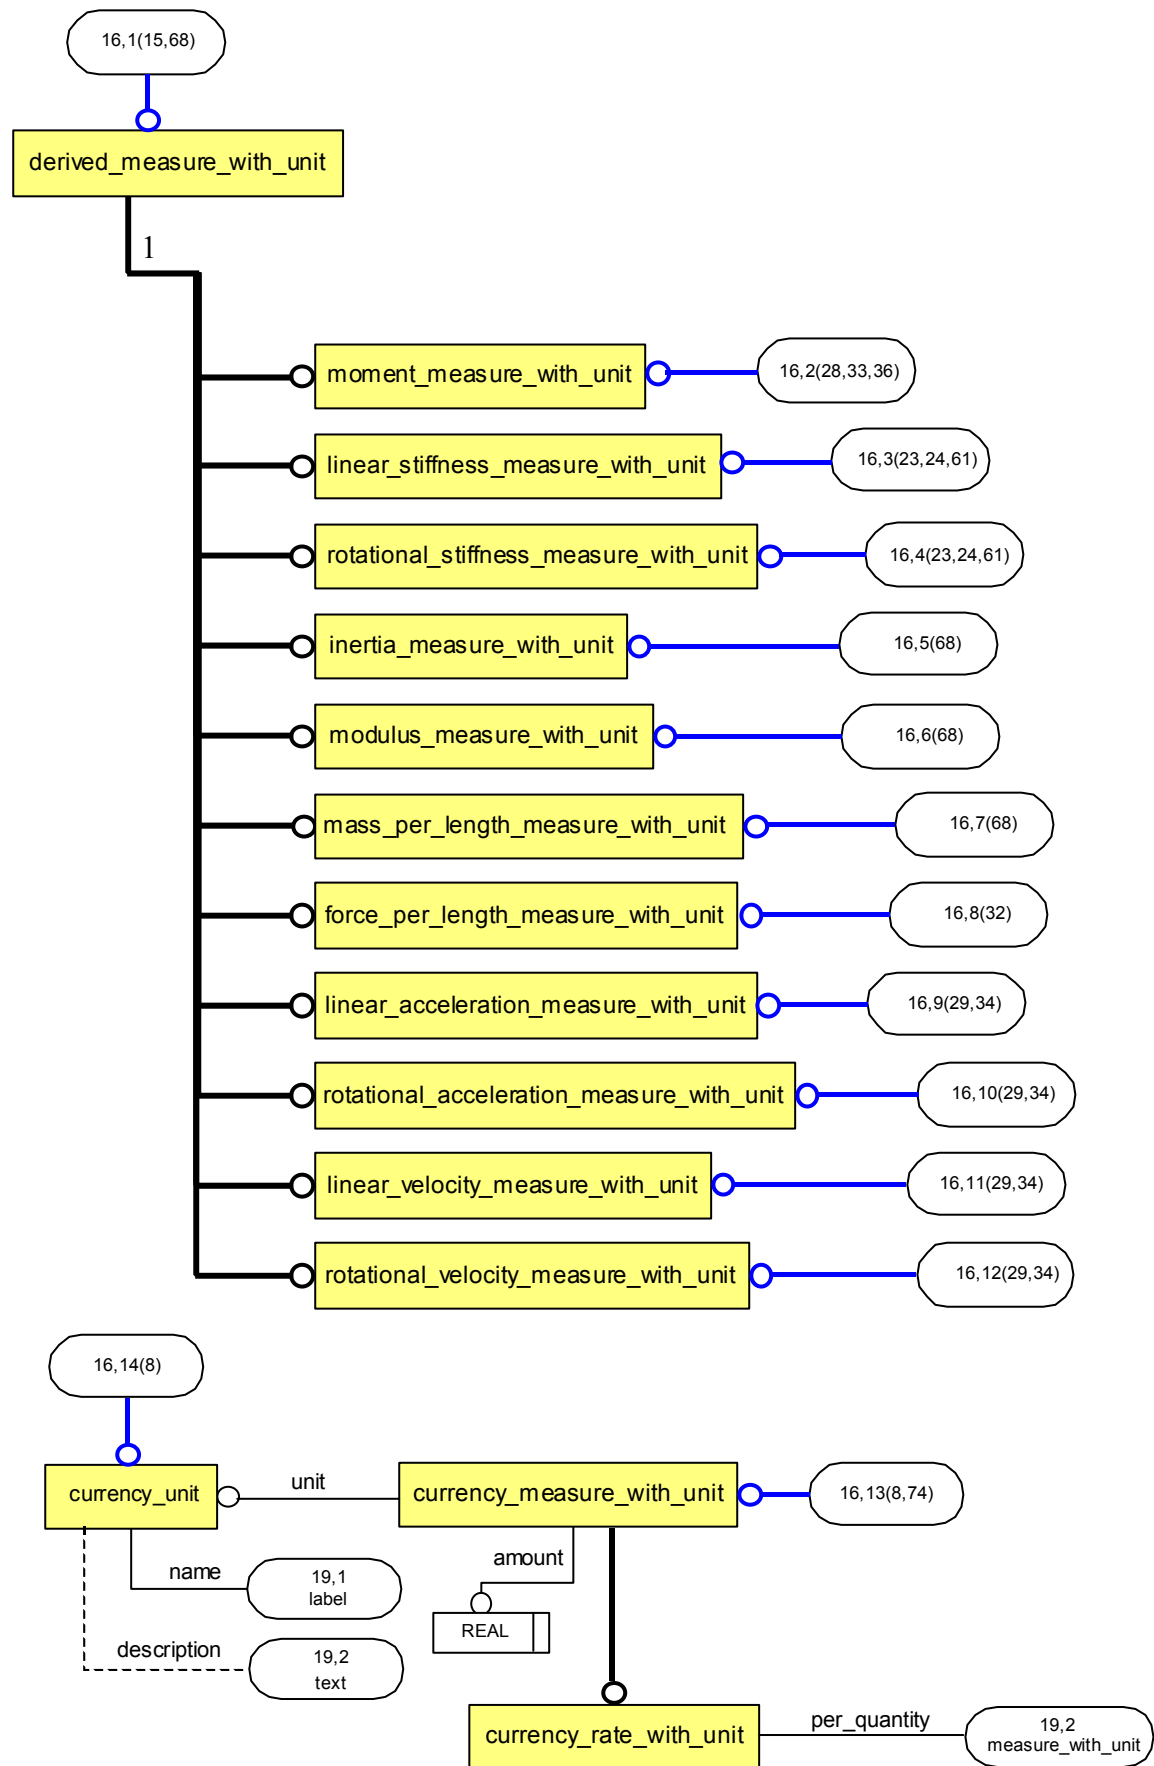 16,1(15,68)
derived_measure_with_unit
1
moment_measure_with_unit
16,2(28,33,36)
linear_stiffness_measure_with_unit
16,3(23,24,61)
rotational_stiffness_measure_with_unit
16,4(23,24,61)
inertia_measure_with_unit
16,5(68)
modulus_measure_with_unit
16,6(68)
mass_per_length_measure_with_unit
16,7(68)
force_per_length_measure_with_unit
16,8(32)
linear_acceleration_measure_with_unit
16,9(29,34)
rotational_acceleration_measure_with_unit
16,10(29,34)
linear_velocity_measure_with_unit
16,11(29,34)
rotational_velocity_measure_with_unit
16,12(29,34)
16,14(8)
currency_unit
unit
currency_measure_with_unit
16,13(8,74)
name
19,1
label
amount
REAL
description
19,2
text
currency_rate_with_unit
per_quantity
19,2
measure_with_unit